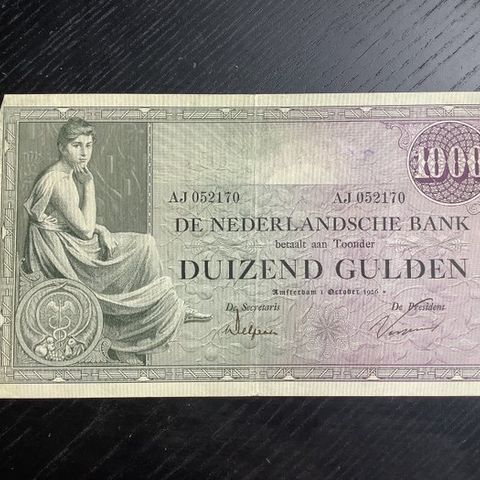 1000
AJ 052170 AJ 052170
DE NEDERLANDSCHE BANK
betaalt aan Toonder
DUIZEND GULDEN
Amsterdam 1 October 1926
De Secretaris De President